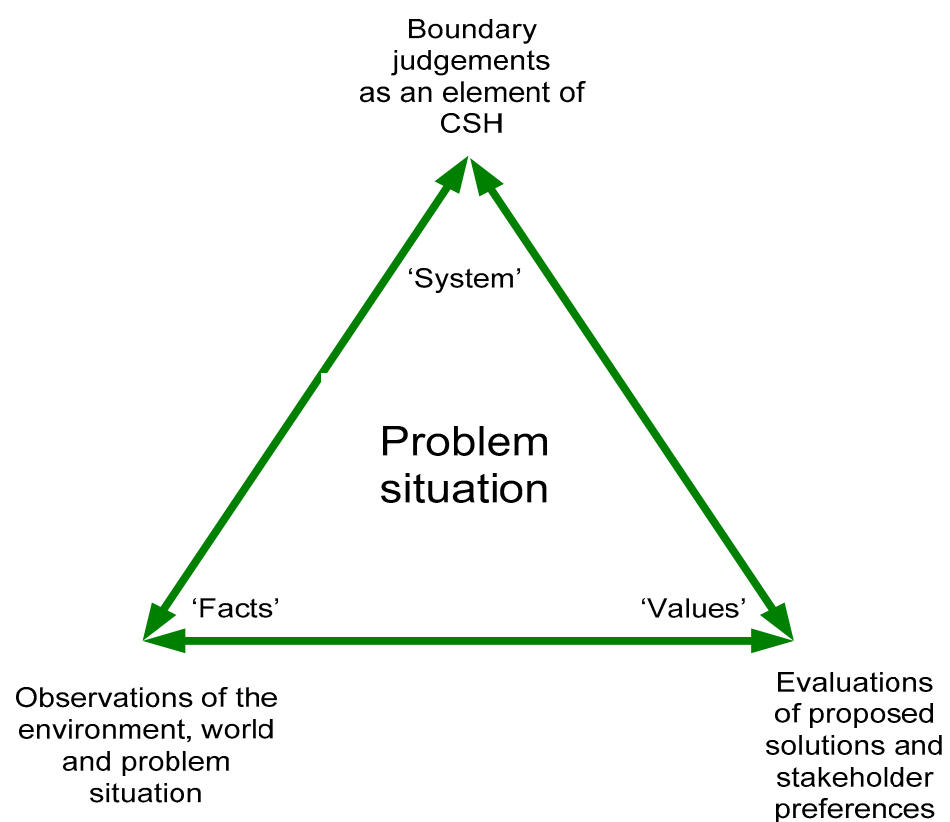 Boundary
judgements
as an element of
CSH
‘System’
Problem
situation
‘Facts’
‘Values’
Observations of the
environment, world
and problem
situation
Evaluations
of proposed
solutions and
stakeholder
preferences